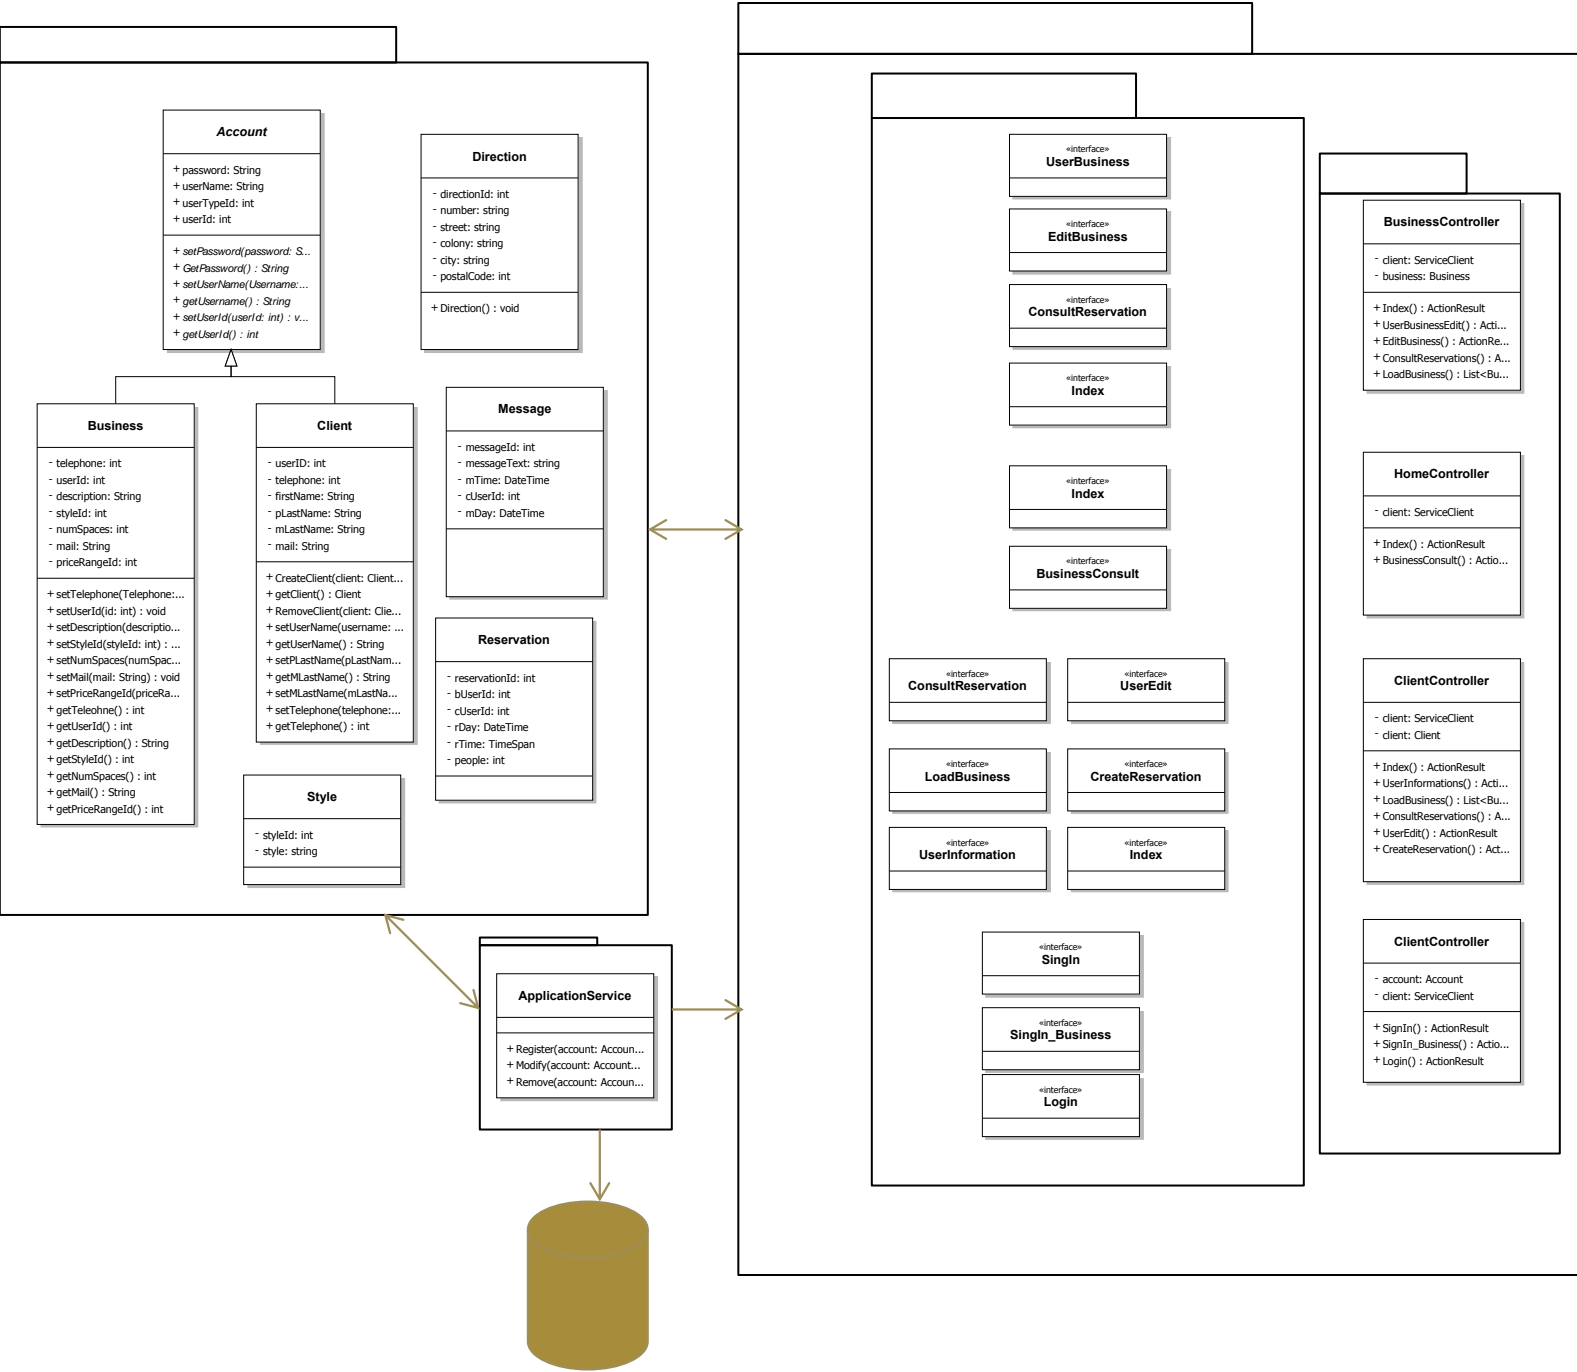 Account
+ password: String
+ userName: String
+ userTypeId: int
+ userId: int
+ setPassword(password: S...
+ GetPassword() : String
+ setUserName(Username:...
+ getUsername() : String
+ setUserId(userId: int) : v...
+ getUserId() : int
Direction
- directionId: int
- number: string
- street: string
- colony: string
- city: string
- postalCode: int
+ Direction() : void
Business
- telephone: int
- userId: int
- description: String
- styleId: int
- numSpaces: int
- mail: String
- priceRangeId: int
+ setTelephone(Telephone:...
+ setUserId(id: int) : void
+ setDescription(descriptio...
+ setStyleId(styleId: int) : ...
+ setNumSpaces(numSpac...
+ setMail(mail: String) : void
+ setPriceRangeId(priceRa...
+ getTeleohne() : int
+ getUserId() : int
+ getDescription() : String
+ getStyleId() : int
+ getNumSpaces() : int
+ getMail() : String
+ getPriceRangeId() : int
Client
- userID: int
- telephone: int
- firstName: String
- pLastName: String
- mLastName: String
- mail: String
+ CreateClient(client: Client...
+ getClient() : Client
+ RemoveClient(client: Clie...
+ setUserName(username: ...
+ getUserName() : String
+ setPLastName(pLastNam...
+ getMLastName() : String
+ setMLastName(mLastNa...
+ setTelephone(telephone:...
+ getTelephone() : int
Message
- messageId: int
- messageText: string
- mTime: DateTime
- cUserId: int
- mDay: DateTime
Reservation
- reservationId: int
- bUserId: int
- cUserId: int
- rDay: DateTime
- rTime: TimeSpan
- people: int
Style
- styleId: int
- style: string
ApplicationService
+ Register(account: Accoun...
+ Modify(account: Account...
+ Remove(account: Accoun...
«interface»
UserBusiness
«interface»
EditBusiness
«interface»
ConsultReservation
«interface»
Index
«interface»
Index
«interface»
BusinessConsult
«interface»
ConsultReservation
«interface»
UserEdit
«interface»
LoadBusiness
«interface»
CreateReservation
«interface»
UserInformation
«interface»
Index
«interface»
SingIn
«interface»
SingIn_Business
«interface»
Login
BusinessController
- client: ServiceClient
- business: Business
+ Index() : ActionResult
+ UserBusinessEdit() : Acti...
+ EditBusiness() : ActionRe...
+ ConsultReservations() : A...
+ LoadBusiness() : List<Bu...
HomeController
- client: ServiceClient
+ Index() : ActionResult
+ BusinessConsult() : Actio...
ClientController
- client: ServiceClient
- client: Client
+ Index() : ActionResult
+ UserInformations() : Acti...
+ LoadBusiness() : List<Bu...
+ ConsultReservations() : A...
+ UserEdit() : ActionResult
+ CreateReservation() : Act...
ClientController
- account: Account
- client: ServiceClient
+ SignIn() : ActionResult
+ SignIn_Business() : Actio...
+ Login() : ActionResult